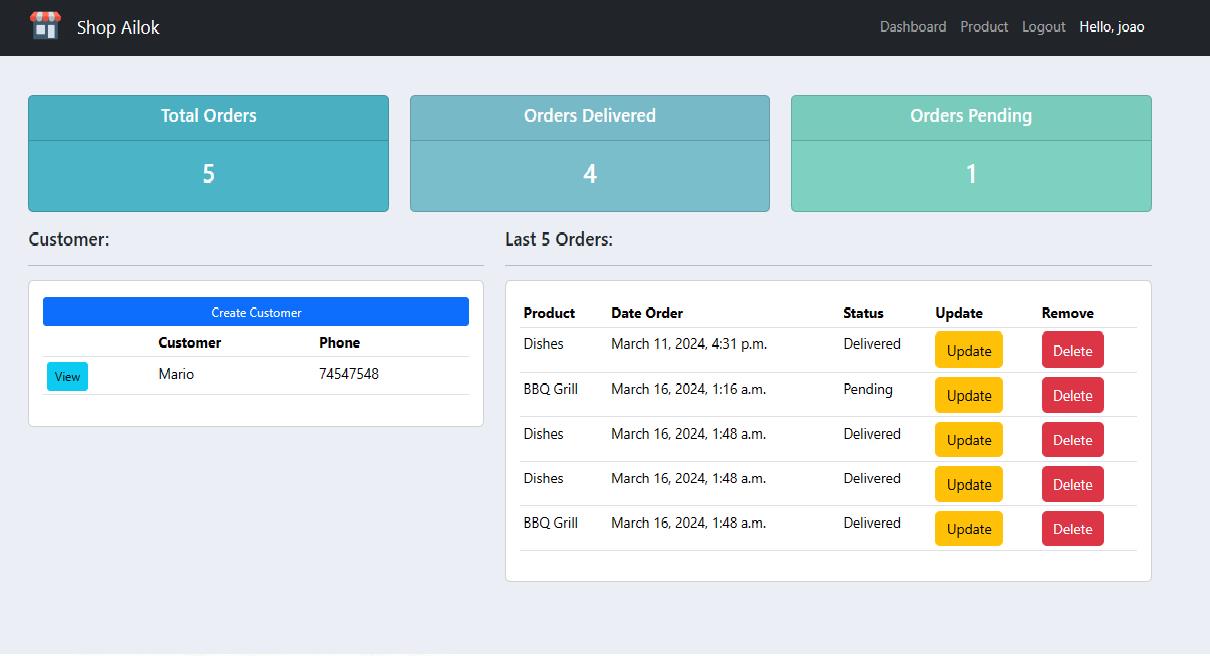 Shop Ailok
Dashboard Product Logout Hello, joao
Total Orders
5
Orders Delivered
4
Orders Pending
1
Customer:
Create Customer
Customer Phone
View Mario 74547548
Last 5 Orders:
Product Date Order Status Update Remove
Dishes March 11, 2024, 4:31 p.m. Delivered Update Delete
BBQ Grill March 16, 2024, 1:16 a.m. Pending Update Delete
Dishes March 16, 2024, 1:48 a.m. Delivered Update Delete
Dishes March 16, 2024, 1:48 a.m. Delivered Update Delete
BBQ Grill March 16, 2024, 1:48 a.m. Delivered Update Delete